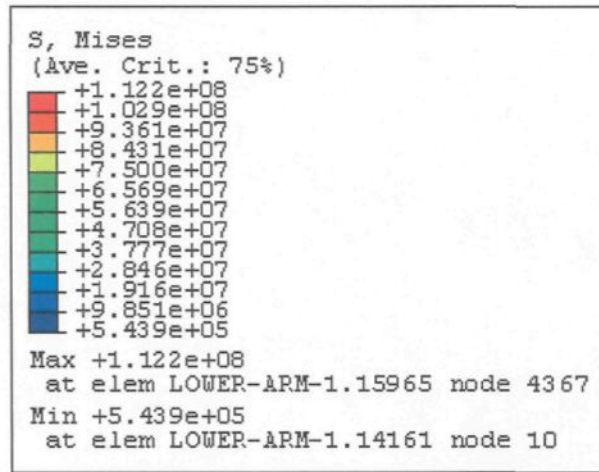 S, Mises
(Ave. Crit.: 75%)
+1.122e+08
+1.029e+08
+9.361e+07
+8.431e+07
+7.500e+07
+6.569e+07
+5.639e+07
+4.708e+07
+3.777e+07
+2.846e+07
+1.916e+07
+9.851e+06
+5.439e+05
Max +1.122e+08
at elem LOWER-ARM-1.15965 node 4367
Min +5.439e+05
at elem LOWER-ARM-1.14161 node 10